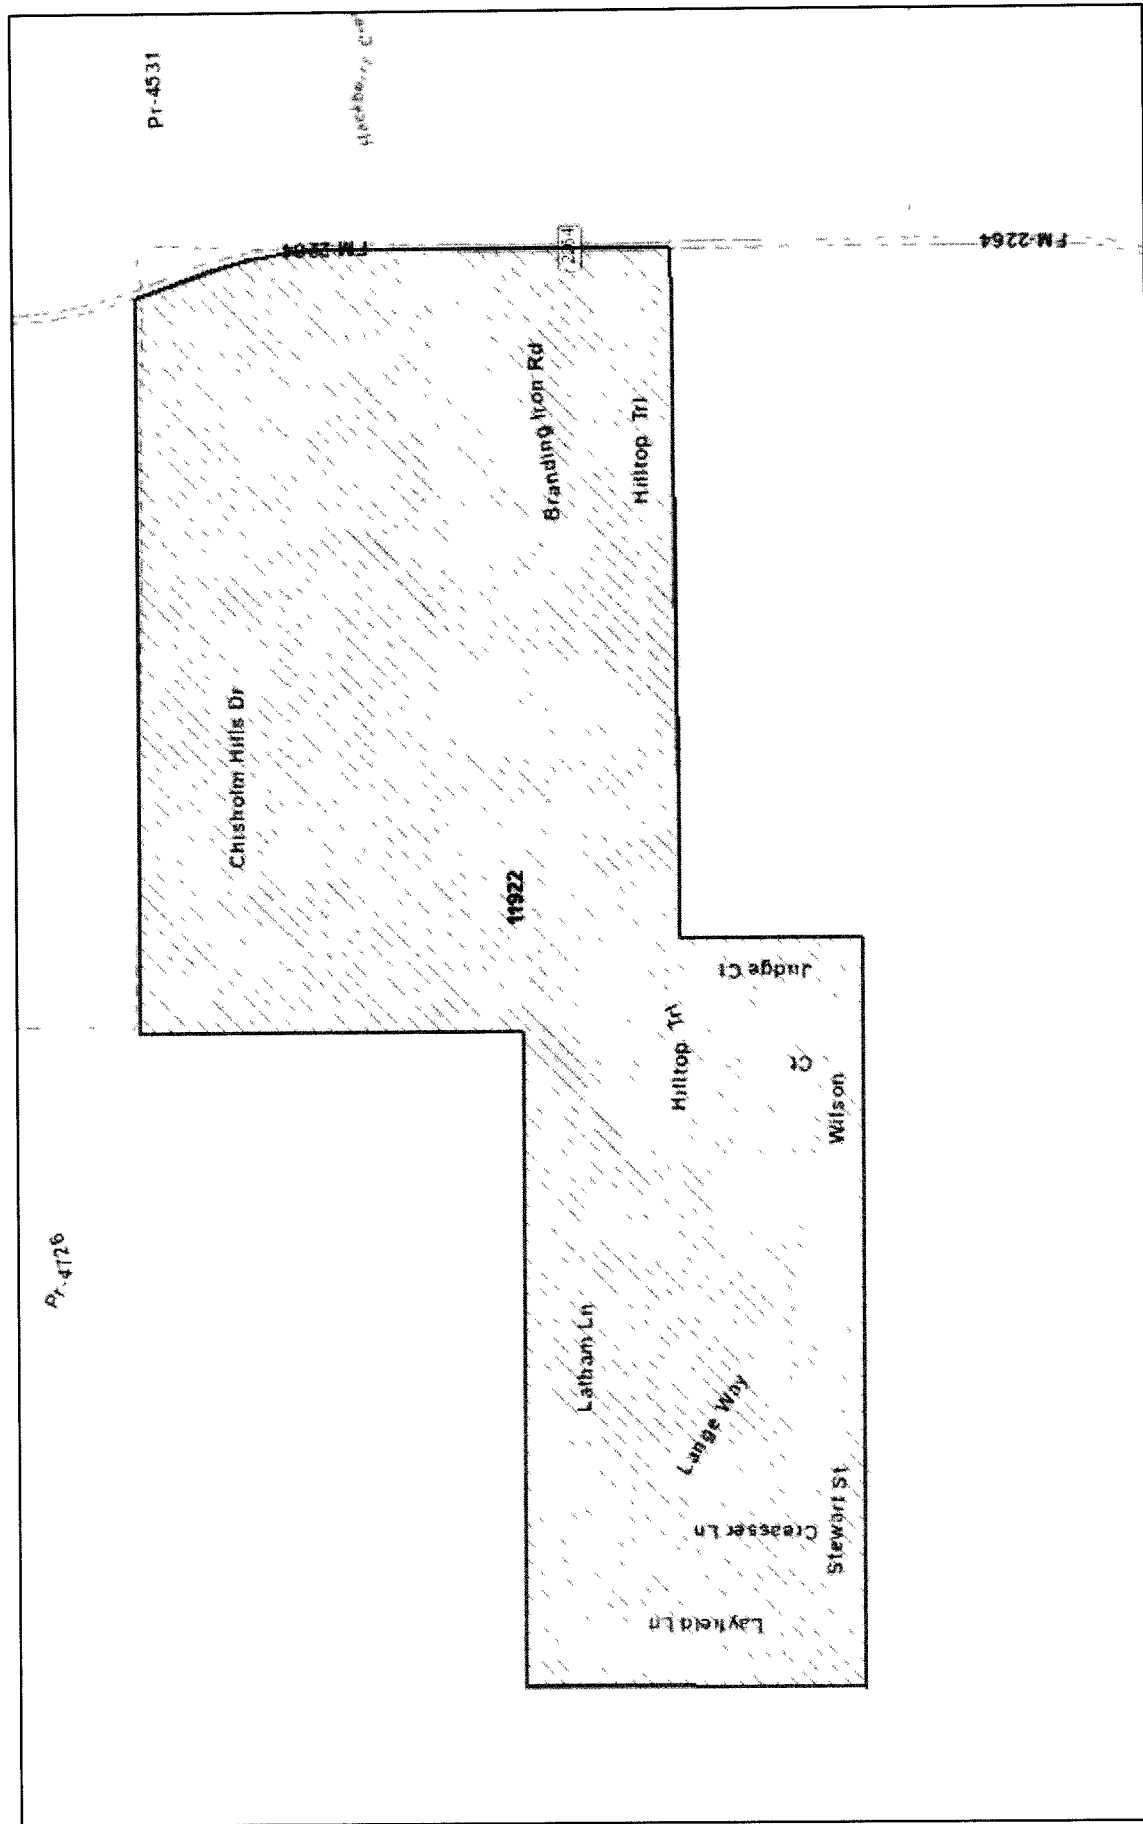 Pr-4531
Hackberry
FM-2264
2264
FM-2264
Branding Iron Rd
Hilltop Trl
Chisholm Hills Dr
11922
Judge Ct
Hilltop Trl
Wilson
Ct
Pr-4726
Latham Ln
Lange Way
Creasser Ln
Stewart St
Layfield Ln